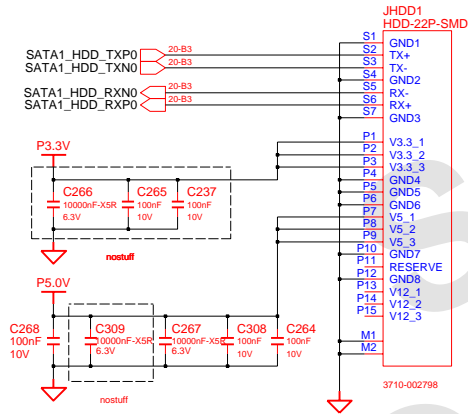 JHDD1
HDD-22P-SMD
SATA1_HDD_TXP0 20-B3 S1 GND1
SATA1_HDD_TXN0 20-B3 S2 TX+
S3 TX-
S4 GND2
SATA1_HDD_RXN0 20-B3 S5 RX-
SATA1_HDD_RXP0 20-B3 S6 RX+
S7 GND3
P3.3V
P1 V3.3_1
P2 V3.3_2
P3 V3.3_3
P4 GND4
P5 GND5
P6 GND6
P7 V5_1
P8 V5_2
P9 V5_3
P10 GND7
P11 RESERVE
P12 GND8
P13 V12_1
P14 V12_2
P15 V12_3
M1
M2
3710-002798
C266 C265 C237
10000nF-X5R 100nF 100nF
6.3V 10V 10V
nostuff
P5.0V
C268 C309 C267 C308 C264
100nF 10000nF-X5R 10000nF-X5R 100nF 100nF
10V 6.3V 6.3V 10V 10V
nostuff